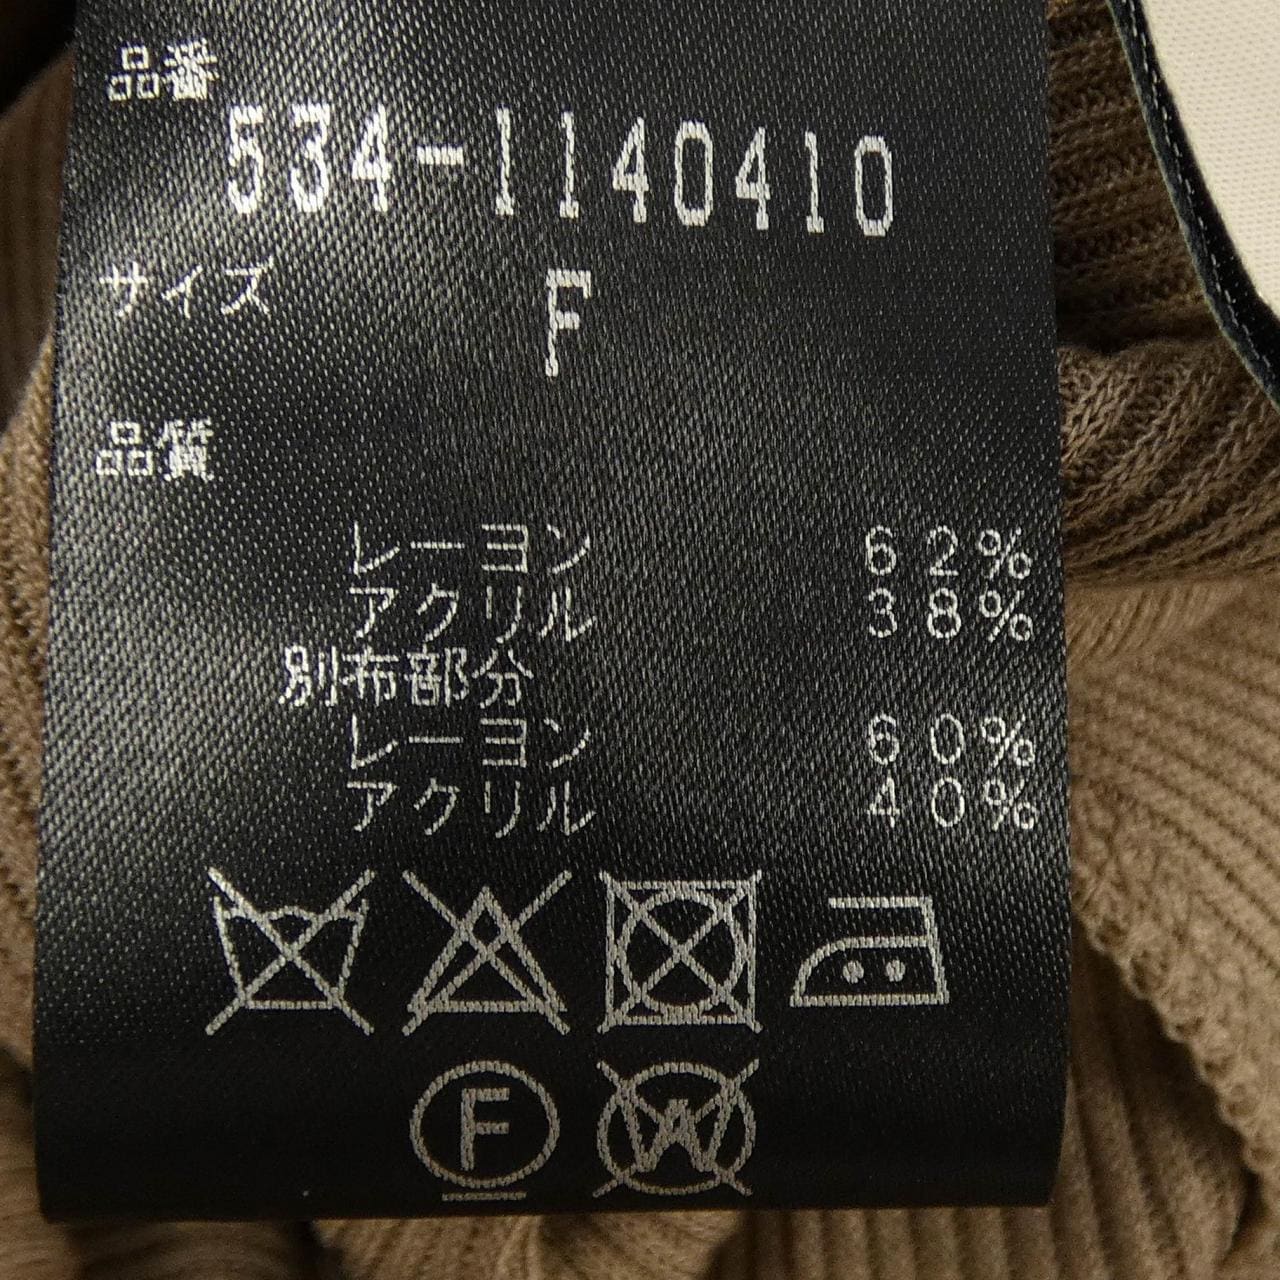 品番
534-1140410
サイズ
F
品質
レーヨン 62%
アクリル 38%
別布部分
レーヨン 60%
アクリル 40%
F W